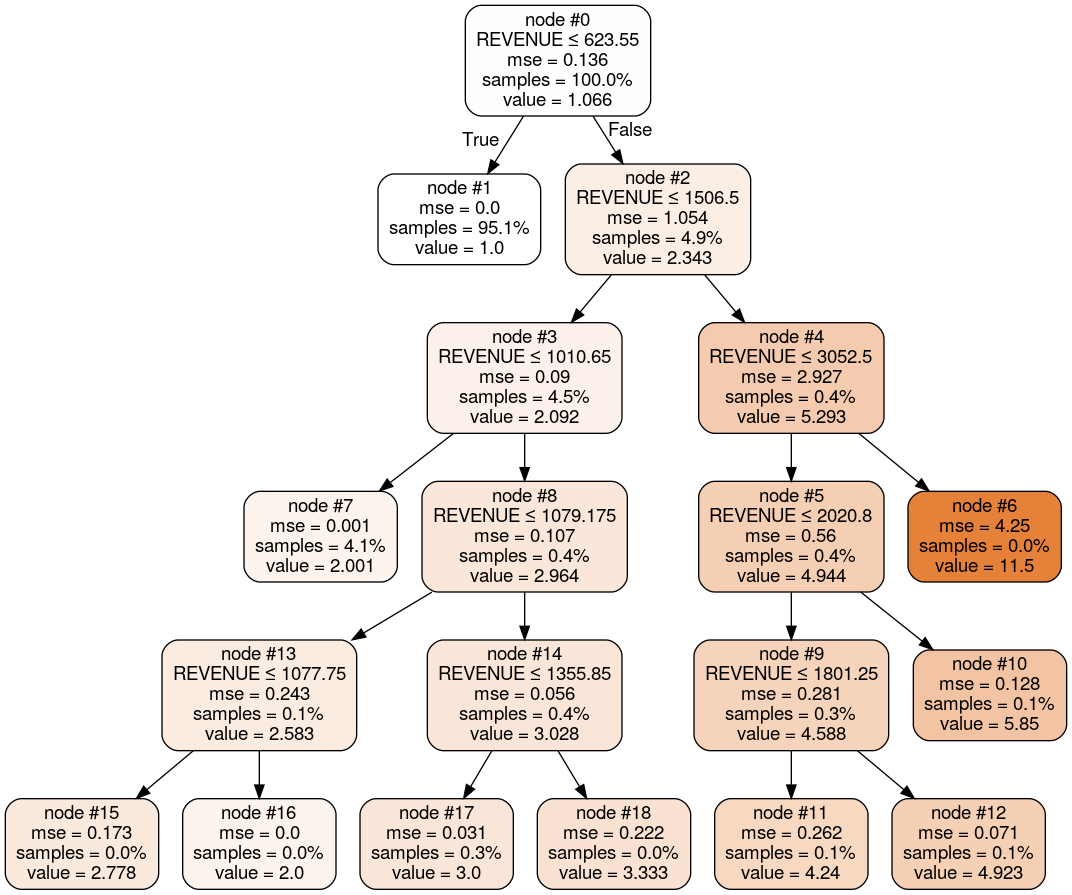 node #0
REVENUE ≤ 623.55
mse = 0.136
samples = 100.0%
value = 1.066
True
False
node #1
mse = 0.0
samples = 95.1%
value = 1.0
node #2
REVENUE ≤ 1506.5
mse = 1.054
samples = 4.9%
value = 2.343
node #3
REVENUE ≤ 1010.65
mse = 0.09
samples = 4.5%
value = 2.092
node #4
REVENUE ≤ 3052.5
mse = 2.927
samples = 0.4%
value = 5.293
node #7
mse = 0.001
samples = 4.1%
value = 2.001
node #8
REVENUE ≤ 1079.175
mse = 0.107
samples = 0.4%
value = 2.964
node #5
REVENUE ≤ 2020.8
mse = 0.56
samples = 0.4%
value = 4.944
node #6
mse = 4.25
samples = 0.0%
value = 11.5
node #13
REVENUE ≤ 1077.75
mse = 0.243
samples = 0.1%
value = 2.583
node #14
REVENUE ≤ 1355.85
mse = 0.056
samples = 0.4%
value = 3.028
node #9
REVENUE ≤ 1801.25
mse = 0.281
samples = 0.3%
value = 4.588
node #10
mse = 0.128
samples = 0.1%
value = 5.85
node #15
mse = 0.173
samples = 0.0%
value = 2.778
node #16
mse = 0.0
samples = 0.0%
value = 2.0
node #17
mse = 0.031
samples = 0.3%
value = 3.0
node #18
mse = 0.222
samples = 0.0%
value = 3.333
node #11
mse = 0.262
samples = 0.1%
value = 4.24
node #12
mse = 0.071
samples = 0.1%
value = 4.923